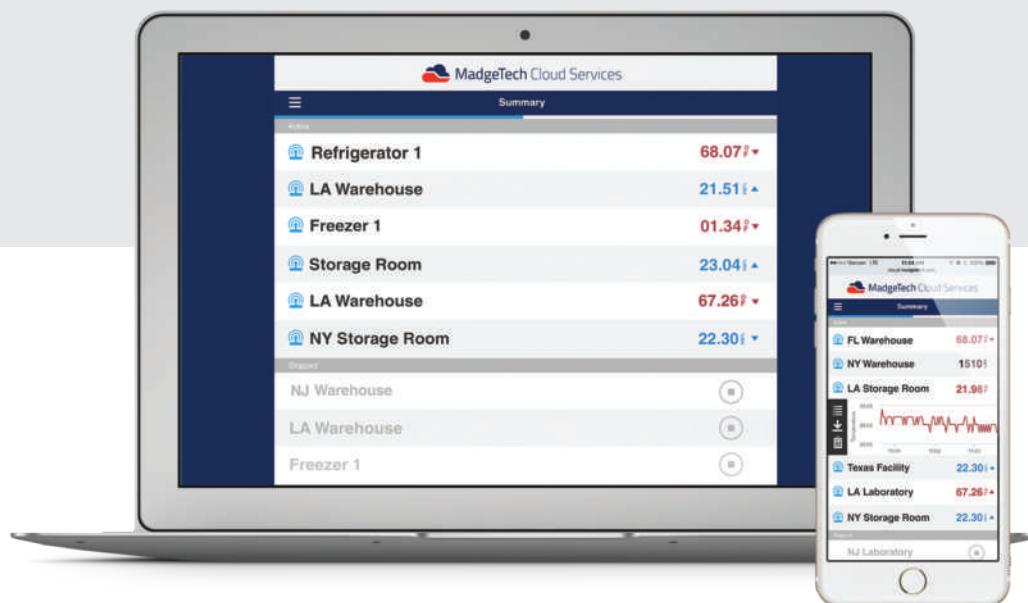 MadgeTech Cloud Services
Summary
Active
Refrigerator 1 68.07
LA Warehouse 21.51
Freezer 1 01.34
Storage Room 23.04
LA Warehouse 67.26
NY Storage Room 22.30
Stopped
NJ Warehouse
LA Warehouse
Freezer 1
MadgeTech Cloud Services
Summary
FL Warehouse 68.07
NY Warehouse 1510
LA Storage Room 21.98
Temperature
Texas Facility 22.30
LA Laboratory 67.26
NY Storage Room 22.30
NJ Laboratory